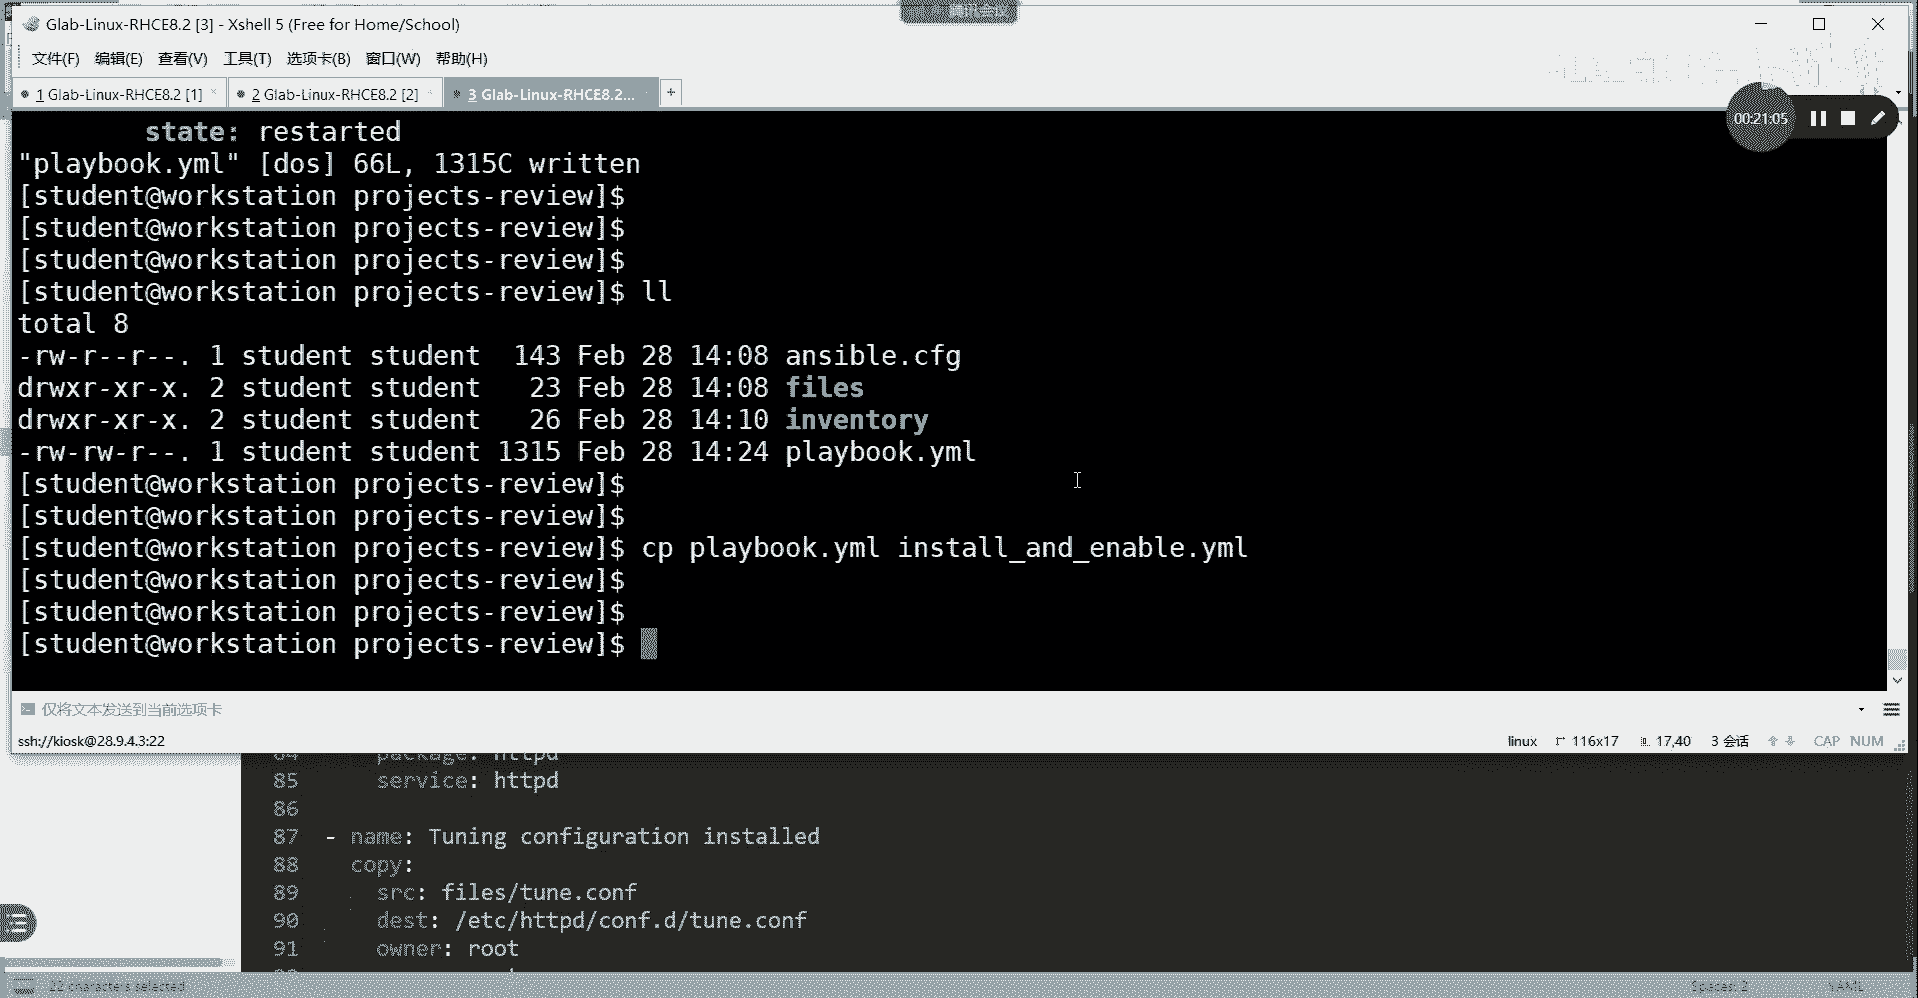 Glab-Linux-RHCE8.2 [3] - Xshell 5 (Free for Home/School)
文件(F) 编辑(E) 查看(V) 工具(T) 选项卡(B) 窗口(W) 帮助(H)
1 Glab-Linux-RHCE8.2 [1] 2 Glab-Linux-RHCE8.2 [2] 3 Glab-Linux-RHCE8.2... +
00:21:05
state: restarted
"playbook.yml" [dos] 66L, 1315C written
[student@workstation projects-review]$
[student@workstation projects-review]$
[student@workstation projects-review]$
[student@workstation projects-review]$ ll
total 8
-rw-r--r--. 1 student student 143 Feb 28 14:08 ansible.cfg
drwxr-xr-x. 2 student student 23 Feb 28 14:08 files
drwxr-xr-x. 2 student student 26 Feb 28 14:10 inventory
-rw-rw-r--. 1 student student 1315 Feb 28 14:24 playbook.yml
[student@workstation projects-review]$
[student@workstation projects-review]$
[student@workstation projects-review]$ cp playbook.yml install_and_enable.yml
[student@workstation projects-review]$
[student@workstation projects-review]$
[student@workstation projects-review]$
仅将文本发送到当前选项卡
ssh://kiosk@28.9.4.3:22 linux 116x17 17,40 3 会话 CAP NUM
84 package: httpd
85 service: httpd
86
87 - name: Tuning configuration installed
88 copy:
89 src: files/tune.conf
90 dest: /etc/httpd/conf.d/tune.conf
91 owner: root
22 characters selected Spaces: 2 YAML